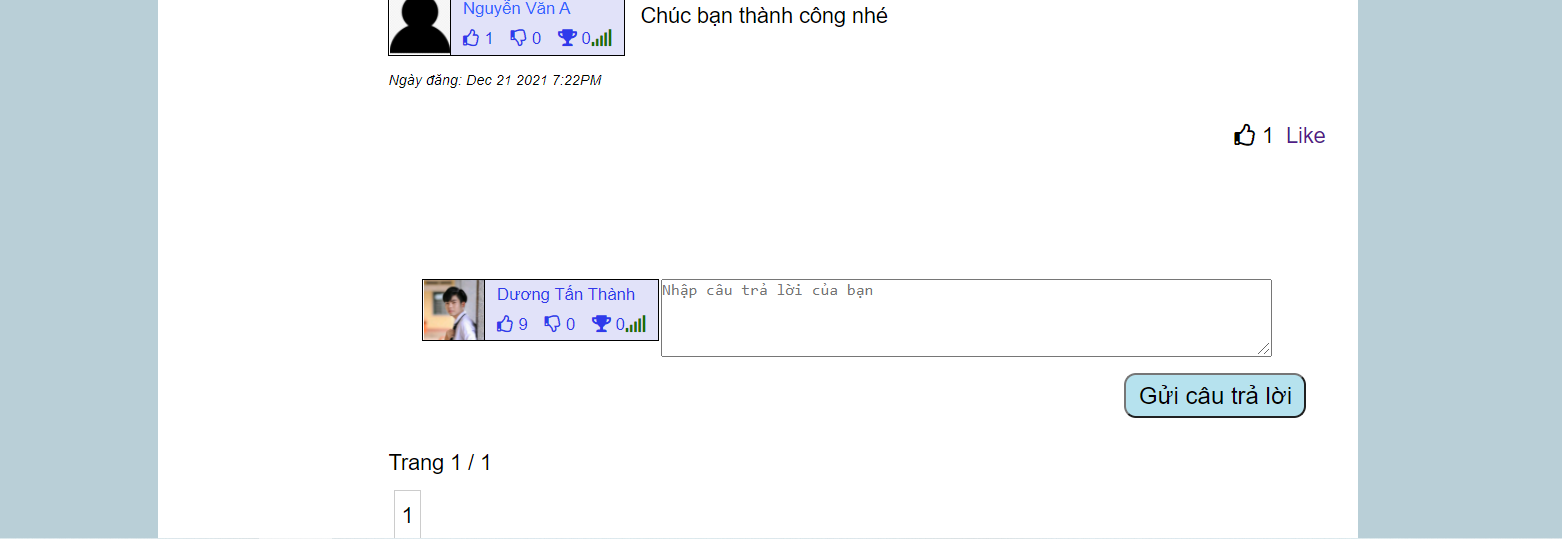 Nguyễn Văn A
Chúc bạn thành công nhé
1 0 0
Ngày đăng: Dec 21 2021 7:22PM
1 Like
Dương Tấn Thành
Nhập câu trả lời của bạn
9 0 0
Gửi câu trả lời
Trang 1 / 1
1